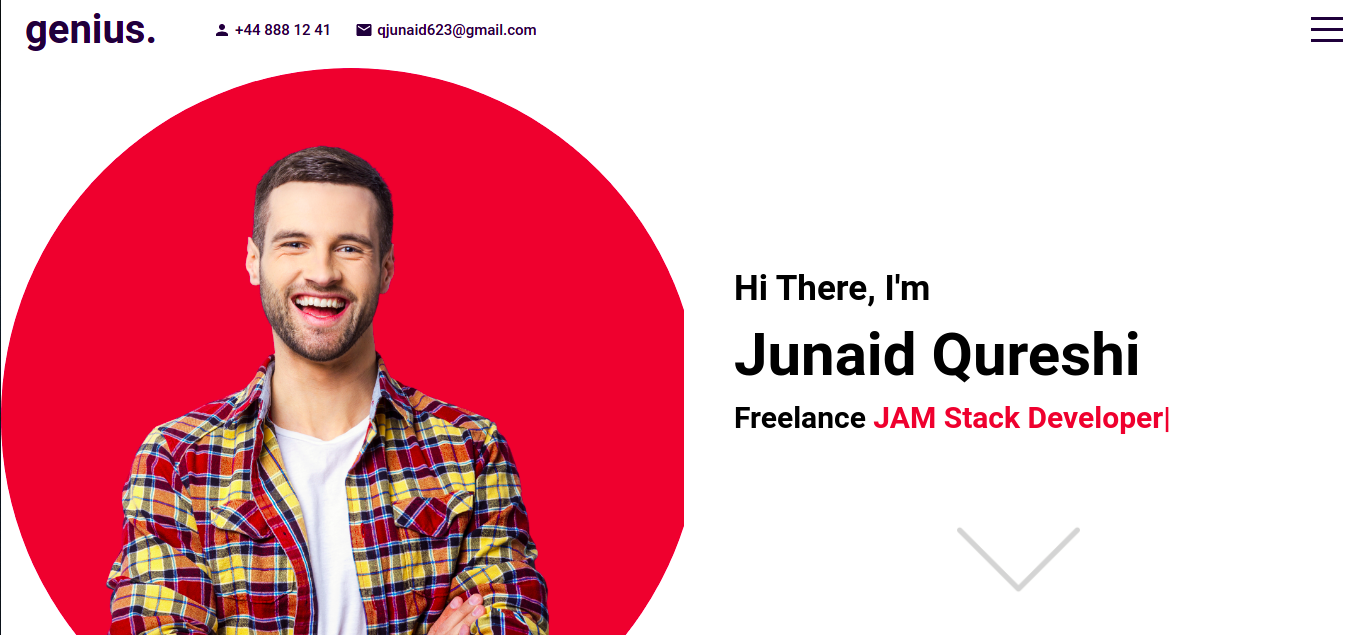 genius.
+44 888 12 41
qjunaid623@gmail.com
Hi There, I'm
Junaid Qureshi
Freelance JAM Stack Developer|